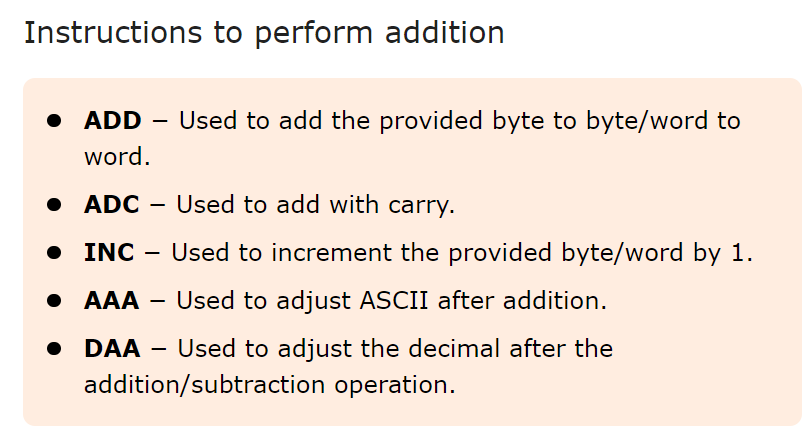 Instructions to perform addition
● ADD − Used to add the provided byte to byte/word to
word.
● ADC − Used to add with carry.
● INC − Used to increment the provided byte/word by 1.
● AAA − Used to adjust ASCII after addition.
● DAA − Used to adjust the decimal after the
addition/subtraction operation.